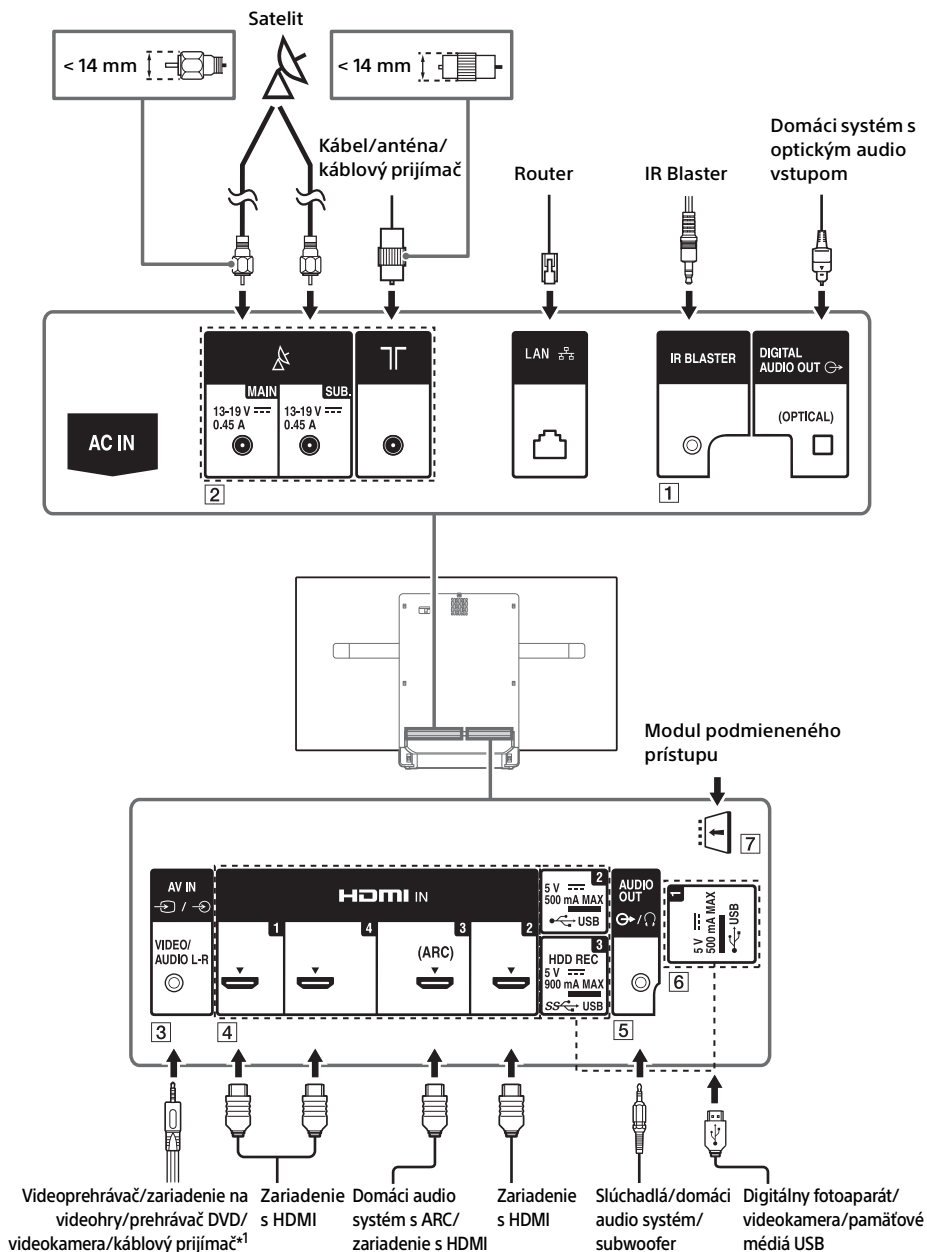 Satelit
< 14 mm
< 14 mm
Kábel/anténa/
káblový prijímač
Router
IR Blaster
Domáci systém s
optickým audio
vstupom
AC IN
MAIN
13-19 V
0.45 A
SUB.
13-19 V
0.45 A
2
LAN
IR BLASTER
1
DIGITAL
AUDIO OUT
(OPTICAL)
Modul podmieneného
prístupu
7
AV IN
/
VIDEO/
AUDIO L-R
3
HDMI IN
1
4
3
(ARC)
2
4
2
5 V
500 mA MAX
USB
3
HDD REC
5 V
900 mA MAX
SS USB
AUDIO
OUT
/
5
1
5 V
500 mA MAX
USB
6
Videoprehrávač/zariadenie na
videohry/prehrávač DVD/
videokamera/káblový prijímač*1
Zariadenie
s HDMI
Domáci audio
systém s ARC/
zariadenie s HDMI
Zariadenie
s HDMI
Slúchadlá/domáci
audio systém/
subwoofer
Digitálny fotoaparát/
videokamera/pamäťové
médiá USB